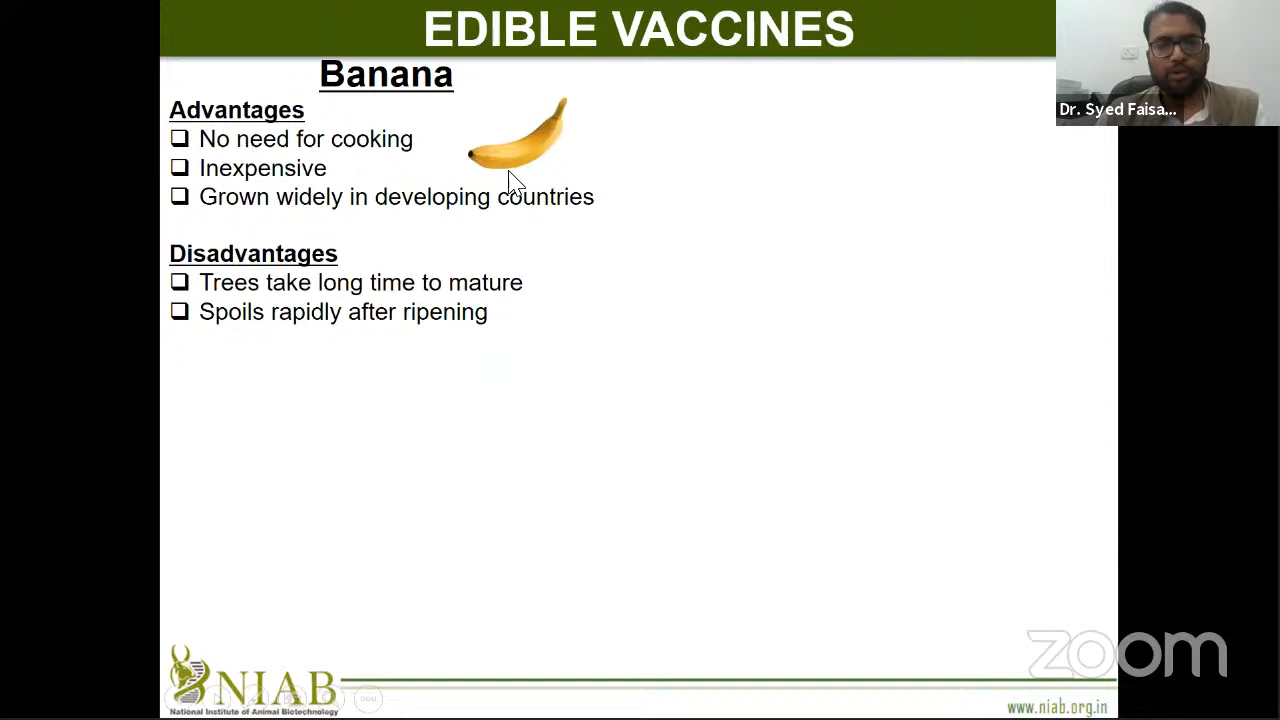 EDIBLE VACCINES
Banana
Advantages
No need for cooking
Inexpensive
Grown widely in developing countries
Disadvantages
Trees take long time to mature
Spoils rapidly after ripening
Dr. Syed Faisa...
zoom
NIAB
National Institute of Animal Biotechnology
www.niab.org.in